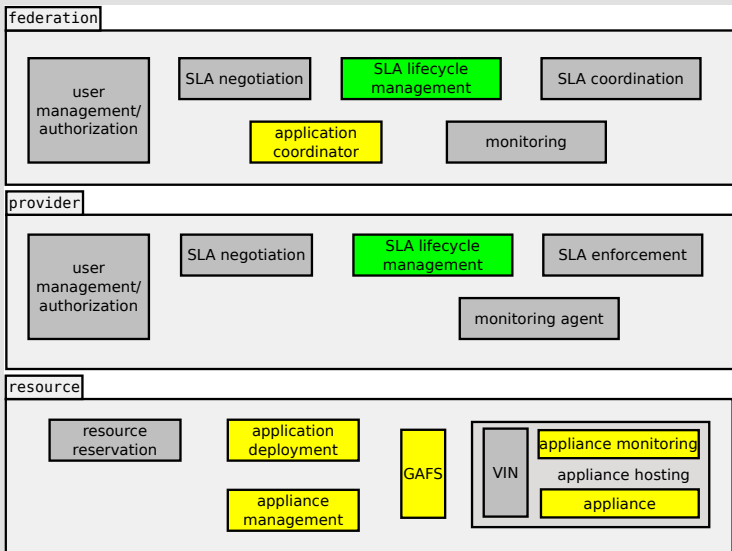 federation
user
management/
authorization
SLA negotiation
SLA lifecycle
management
SLA coordination
application
coordinator
monitoring
provider
user
management/
authorization
SLA negotiation
SLA lifecycle
management
SLA enforcement
monitoring agent
resource
resource
reservation
application
deployment
appliance
management
GAFS
VIN
appliance monitoring
appliance hosting
appliance